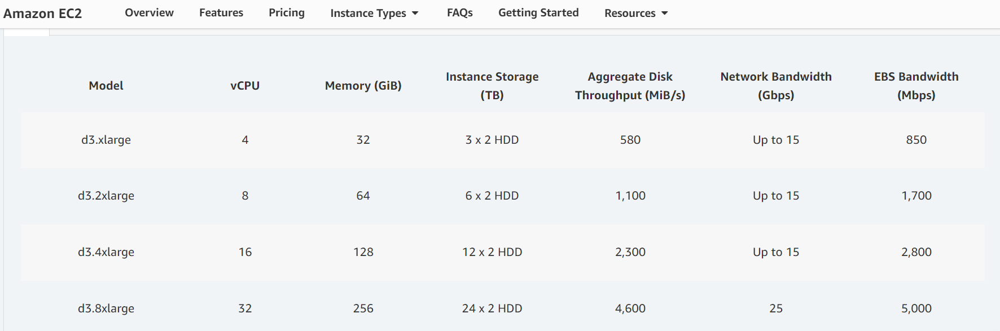 Amazon EC2 Overview Features Pricing Instance Types FAQs Getting Started Resources
Model vCPU Memory (GiB) Instance Storage (TB) Aggregate Disk Throughput (MiB/s) Network Bandwidth (Gbps) EBS Bandwidth (Mbps)
d3.xlarge 4 32 3 x 2 HDD 580 Up to 15 850
d3.2xlarge 8 64 6 x 2 HDD 1,100 Up to 15 1,700
d3.4xlarge 16 128 12 x 2 HDD 2,300 Up to 15 2,800
d3.8xlarge 32 256 24 x 2 HDD 4,600 25 5,000